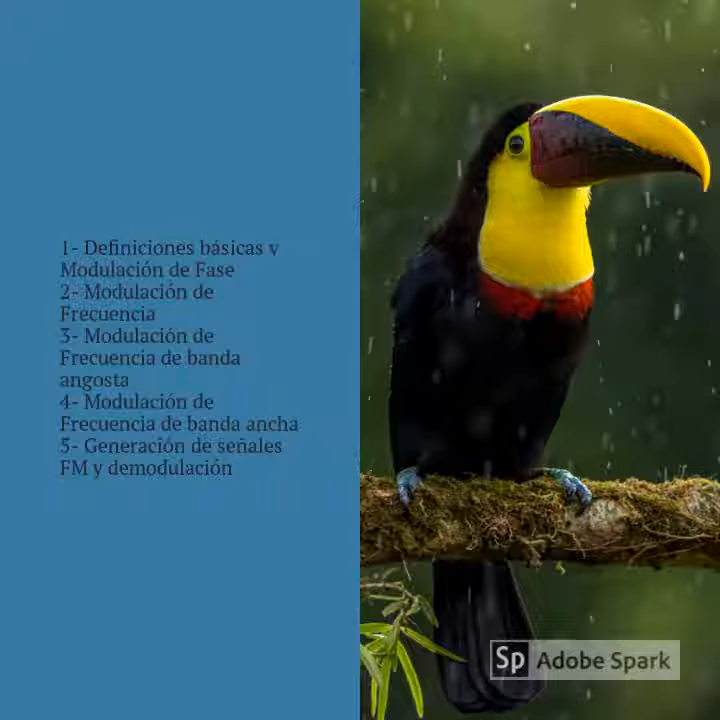 1- Definiciones básicas y
Modulación de Fase
2- Modulación de
Frecuencia
3- Modulación de
Frecuencia de banda
angosta
4- Modulación de
Frecuencia de banda ancha
5- Generación de señales
FM y demodulación
Sp Adobe Spark